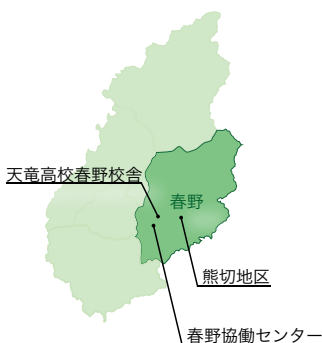 天竜高校春野校舎
春野
熊切地区
春野協働センター